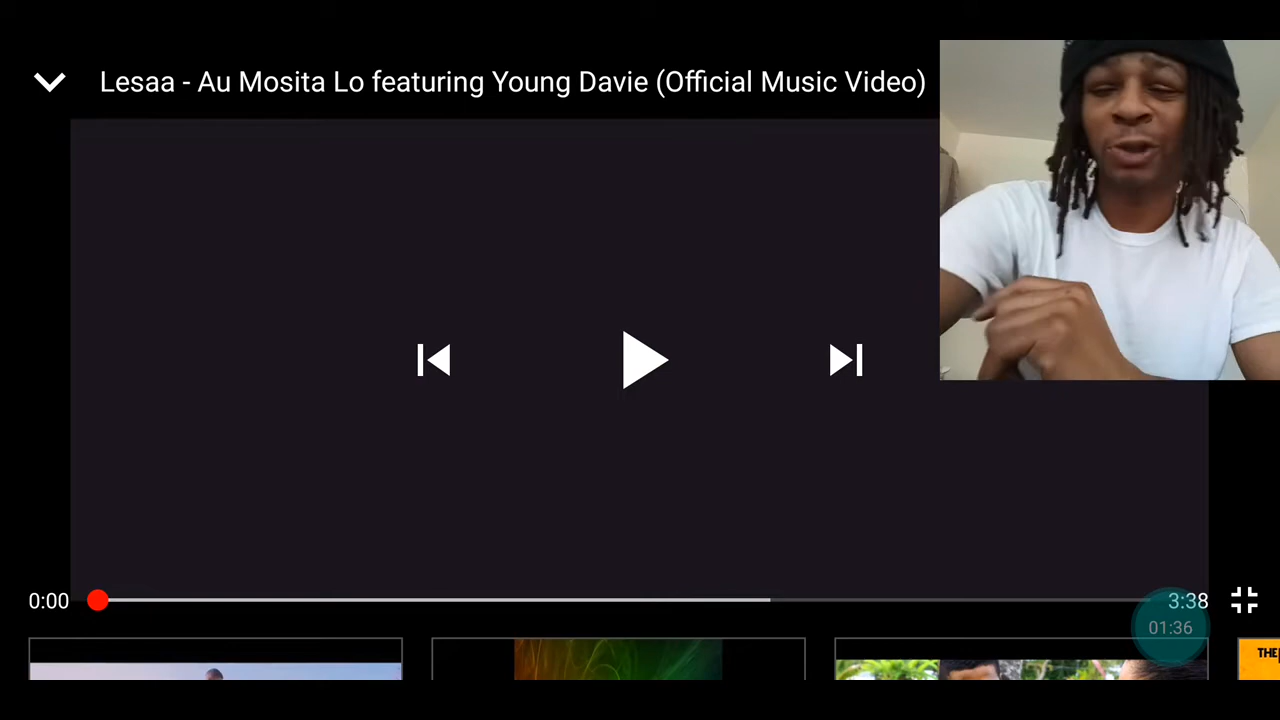 Lesaa - Au Mosita Lo featuring Young Davie (Official Music Video)
0:00
3:38
01:36
THE